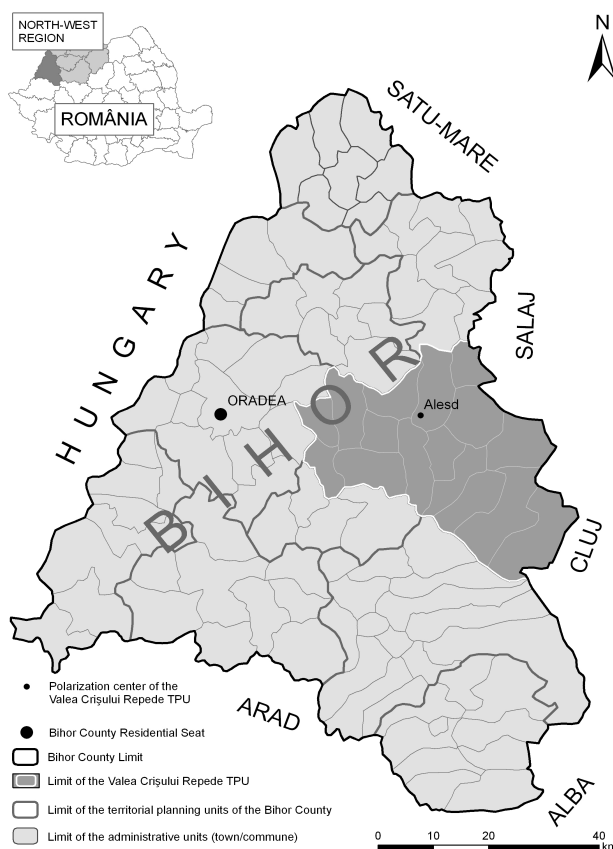 NORTH-WEST
REGION
ROMÂNIA
N
SATU-MARE
HUNGARY
SALAJ
BIHOR
ORADEA
Alesd
CLUJ
ARAD
ALBA
Polarization center of the
Valea Crişului Repede TPU
Bihor County Residential Seat
Bihor County Limit
Limit of the Valea Crişului Repede TPU
Limit of the territorial planning units of the Bihor County
Limit of the administrative units (town/commune)
0 10 20 40
km